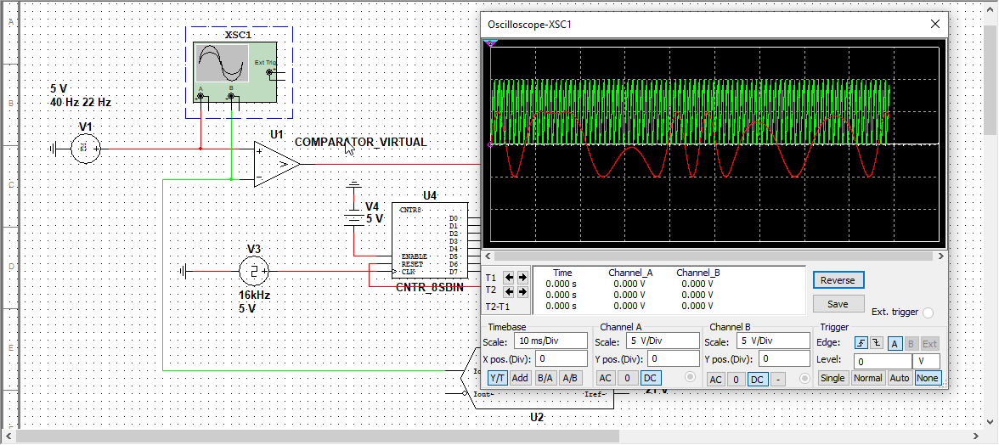 Oscilloscope-XSC1
A
B
C
D
E
XSC1
Ext Trig
A
B
5 V
40 Hz 22 Hz
V1
U1
COMPARATOR_VIRTUAL
V4
5 V
U4
CNTR8
D0
D1
D2
D3
D4
ENABLE D5
RESET D6
CLK D7
CNTR_8SBIN
V3
16kHz
5 V
Iout~
Iref~
21 V
U2
Time Channel_A Channel_B
T1 0.000 s 0.000 V 0.000 V
T2 0.000 s 0.000 V 0.000 V
T2-T1 0.000 s 0.000 V 0.000 V
Reverse
Save
Ext. trigger
Timebase
Scale: 10 ms/Div
X pos.(Div): 0
Y/T Add B/A A/B
Channel A
Scale: 5 V/Div
Y pos.(Div): 0
AC 0 DC
Channel B
Scale: 5 V/Div
Y pos.(Div): 0
AC 0 DC -
Trigger
Edge: A B Ext
Level: 0 V
Single Normal Auto None